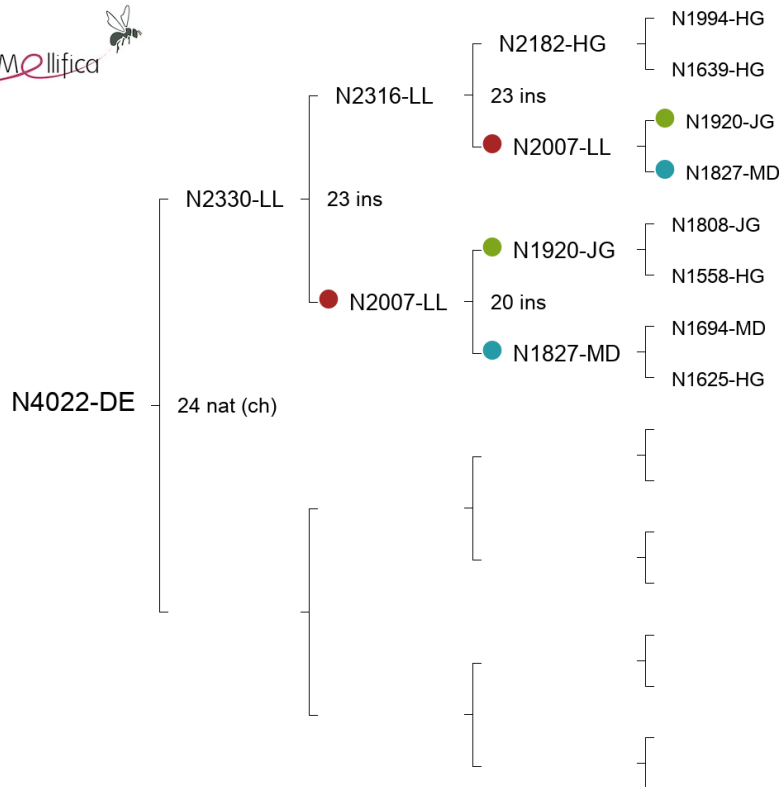 Mellifica
N4022-DE
24 nat (ch)
N2330-LL
23 ins
N2316-LL
23 ins
N2182-HG
N1994-HG
N1639-HG
N2007-LL
N1920-JG
N1827-MD
N2007-LL
20 ins
N1920-JG
N1808-JG
N1558-HG
N1827-MD
N1694-MD
N1625-HG